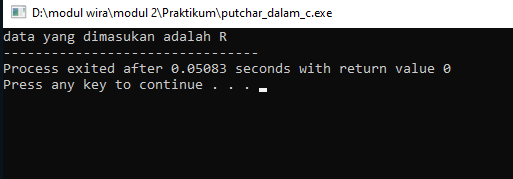 D:\modul wira\modul 2\Praktikum\putchar_dalam_c.exe
data yang dimasukan adalah R
--------------------------------
Process exited after 0.05083 seconds with return value 0
Press any key to continue . . .